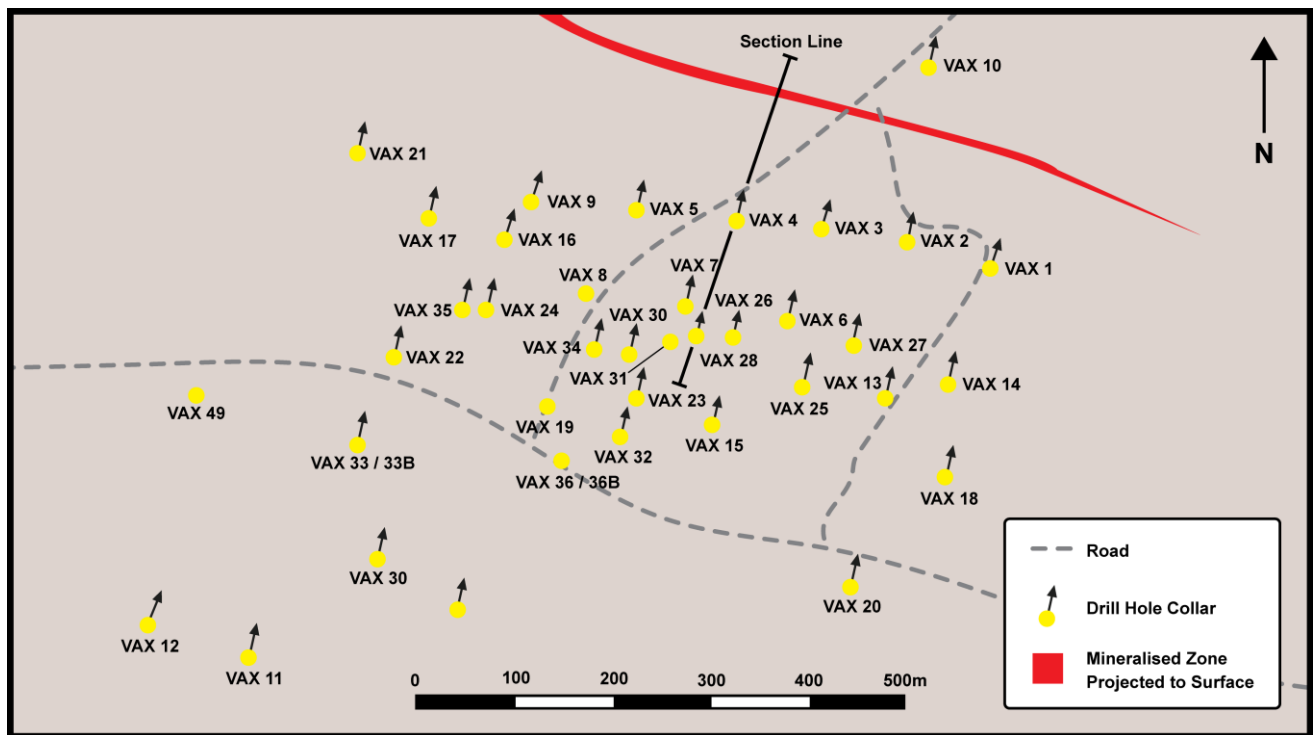 Section Line
VAX 10
N
VAX 21
VAX 9
VAX 5
VAX 4
VAX 3
VAX 2
VAX 17
VAX 16
VAX 1
VAX 8
VAX 7
VAX 26
VAX 35
VAX 24
VAX 30
VAX 6
VAX 27
VAX 34
VAX 28
VAX 22
VAX 31
VAX 13
VAX 14
VAX 49
VAX 23
VAX 25
VAX 19
VAX 15
VAX 32
VAX 33 / 33B
VAX 36 / 36B
VAX 18
VAX 30
VAX 20
VAX 12
VAX 11
Road
Drill Hole Collar
Mineralised Zone
Projected to Surface
0 100 200 300 400 500m